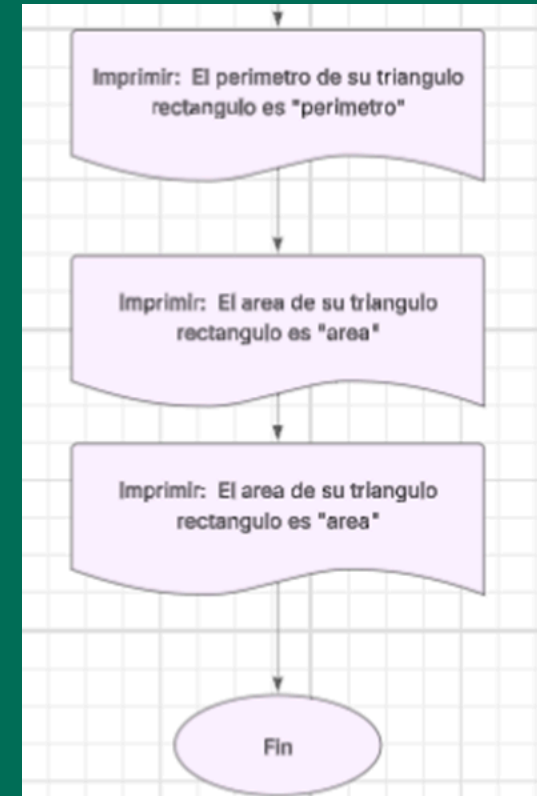 Imprimir: El perimetro de su triangulo
rectangulo es "perimetro"
Imprimir: El area de su triangulo
rectangulo es "area"
Imprimir: El area de su triangulo
rectangulo es "area"
Fin